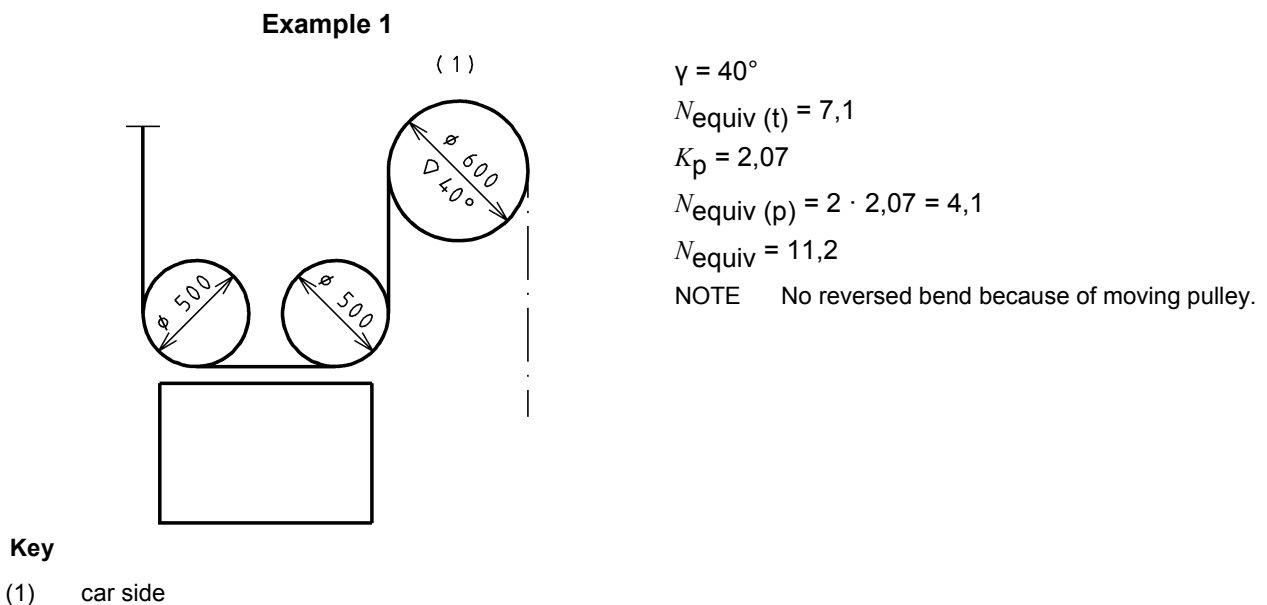 Example 1
(1)
ø 600
▽ 40°
ø 500
ø 500
γ = 40°
Nequiv (t) = 7,1
Kp = 2,07
Nequiv (p) = 2 · 2,07 = 4,1
Nequiv = 11,2
NOTE No reversed bend because of moving pulley.
Key
(1) car side